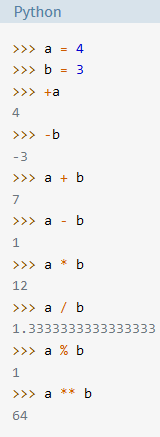 Python
>>> a = 4
>>> b = 3
>>> +a
4
>>> -b
-3
>>> a + b
7
>>> a - b
1
>>> a * b
12
>>> a / b
1.3333333333333333
>>> a % b
1
>>> a ** b
64